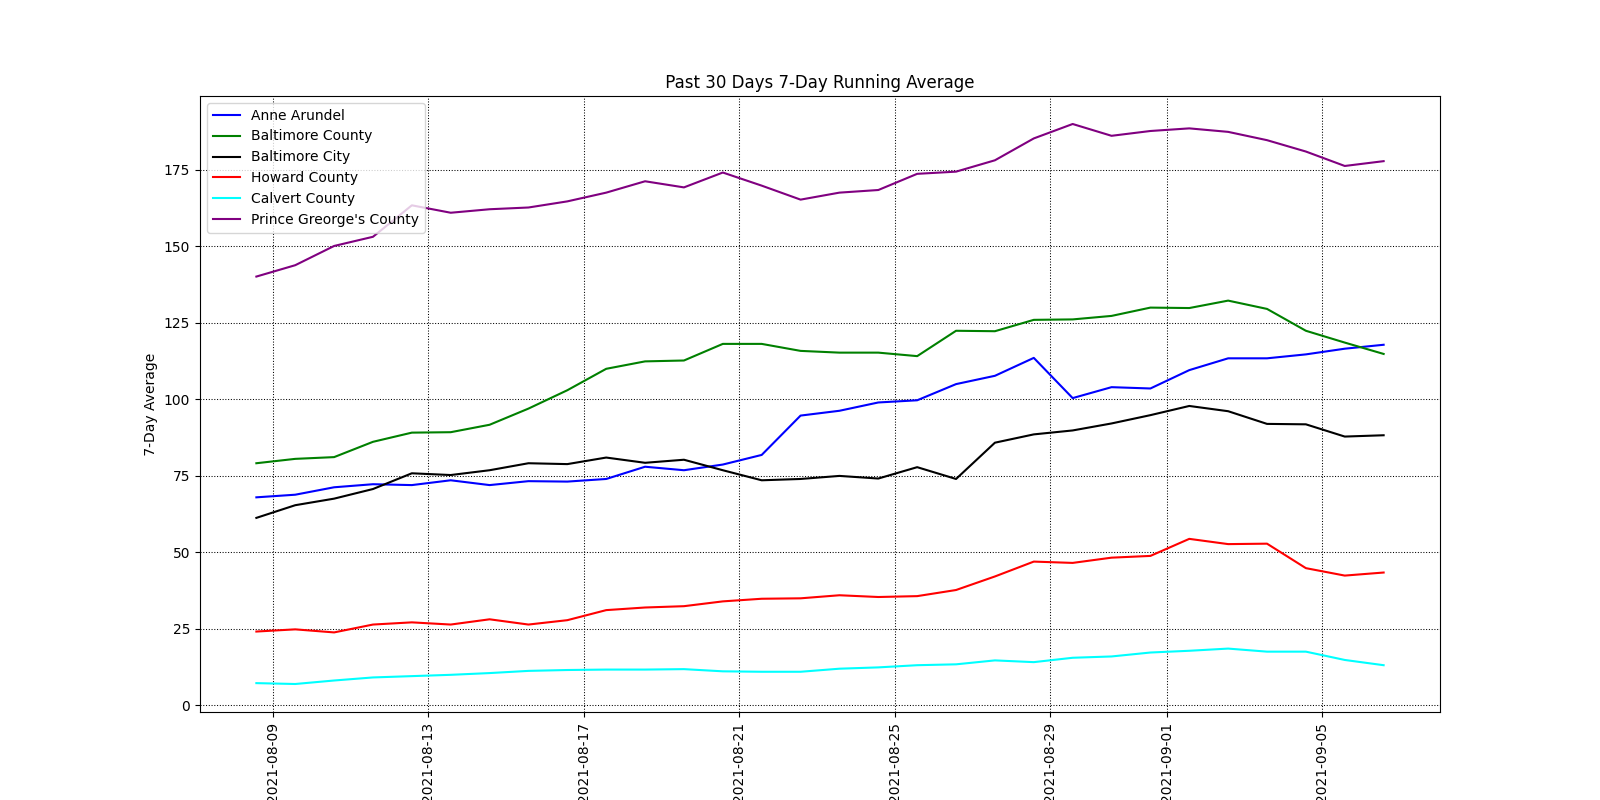 Past 30 Days 7-Day Running Average
Anne Arundel
Baltimore County
Baltimore City
Howard County
Calvert County
Prince Greorge's County
7-Day Average
175
150
125
100
75
50
25
0
2021-08-09
2021-08-13
2021-08-17
2021-08-21
2021-08-25
2021-08-29
2021-09-01
2021-09-05